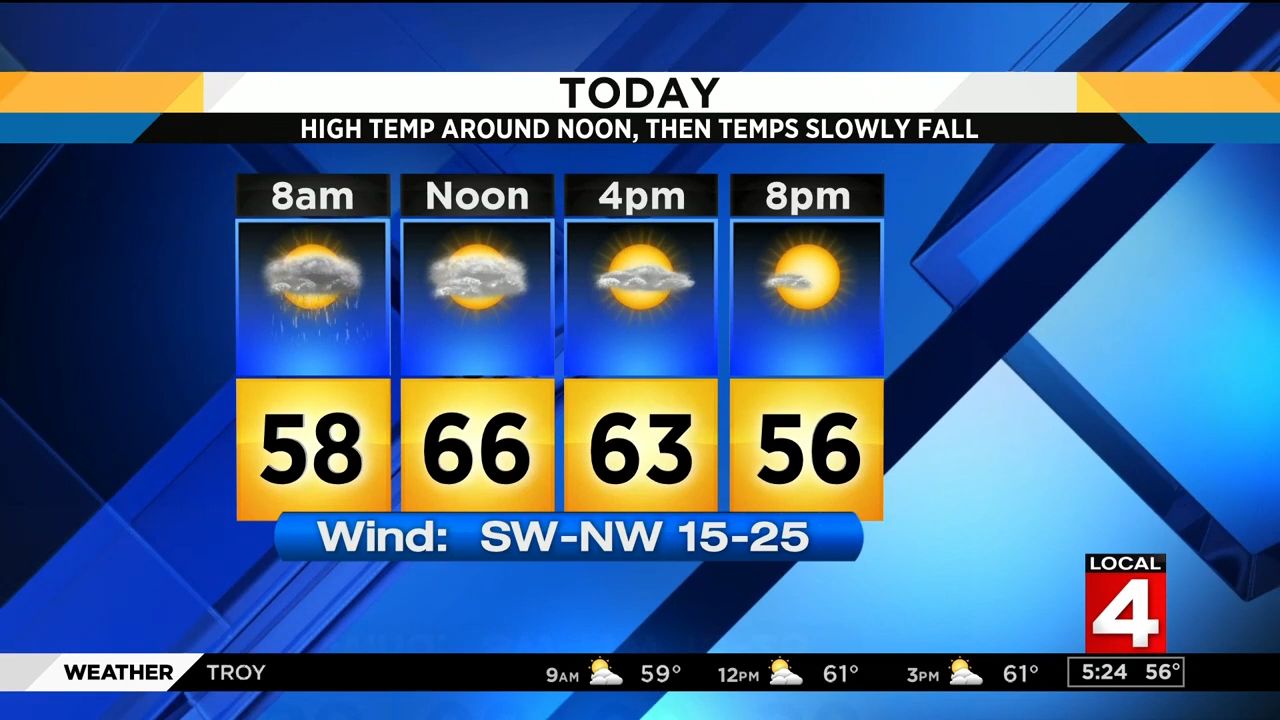 TODAY
HIGH TEMP AROUND NOON, THEN TEMPS SLOWLY FALL
8am Noon 4pm 8pm
58 66 63 56
Wind: SW-NW 15-25
LOCAL
4
WEATHER TROY 9AM 59° 12PM 61° 3PM 61° 5:24 56°